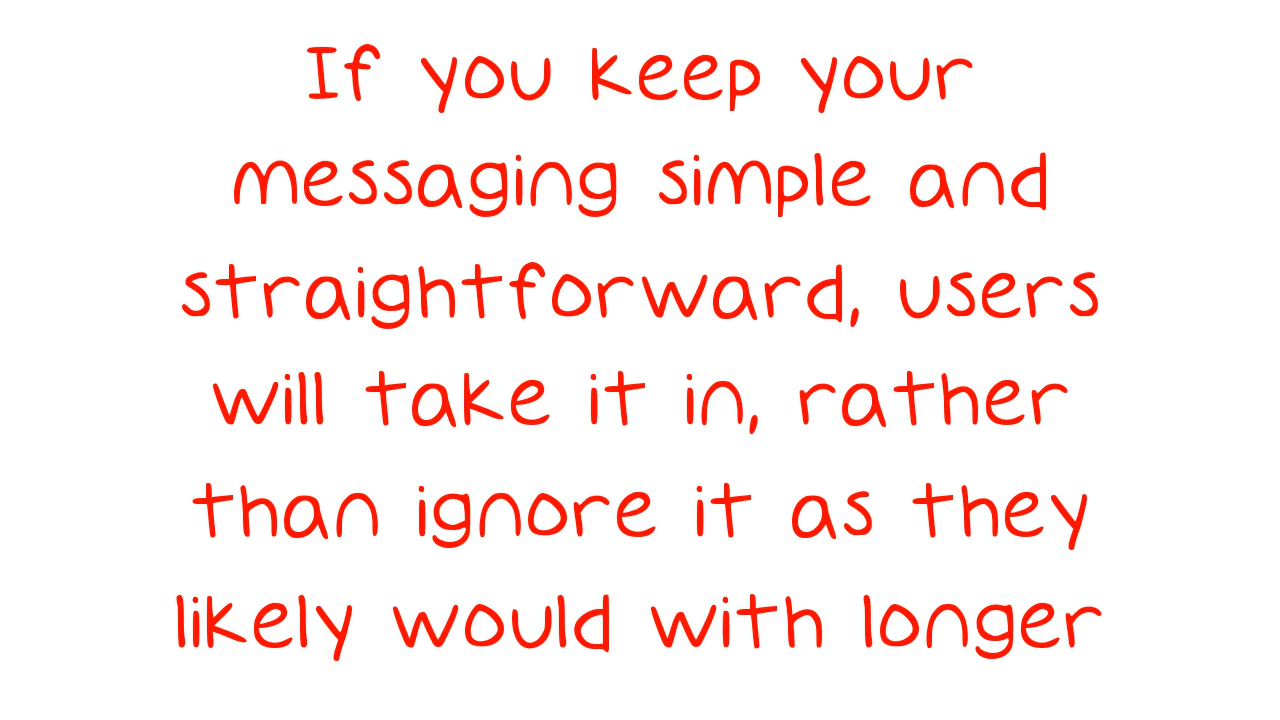 If you keep your
messaging simple and
straightforward, users
will take it in, rather
than ignore it as they
likely would with longer